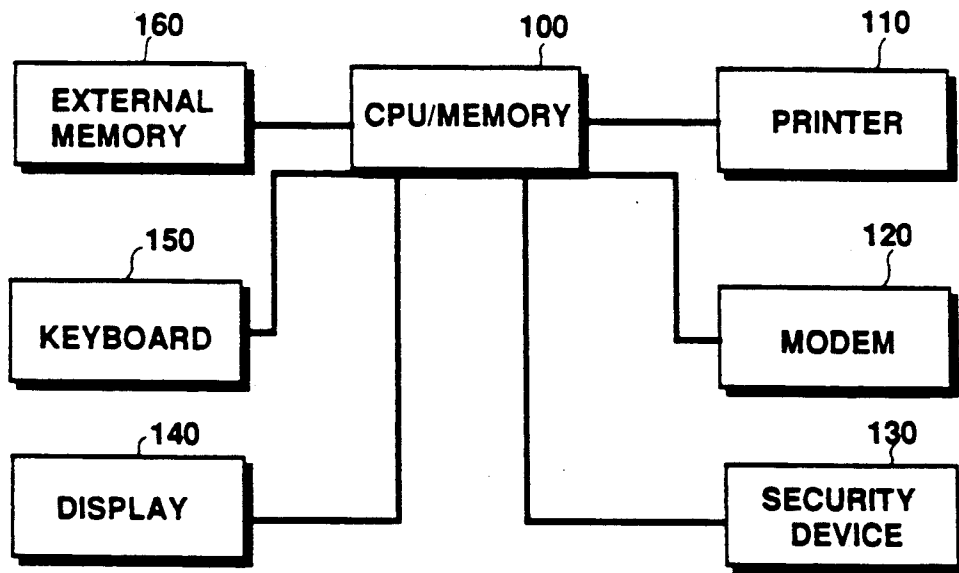 160
100
110
EXTERNAL
MEMORY
CPU/MEMORY
PRINTER
150
120
KEYBOARD
MODEM
140
130
DISPLAY
SECURITY
DEVICE